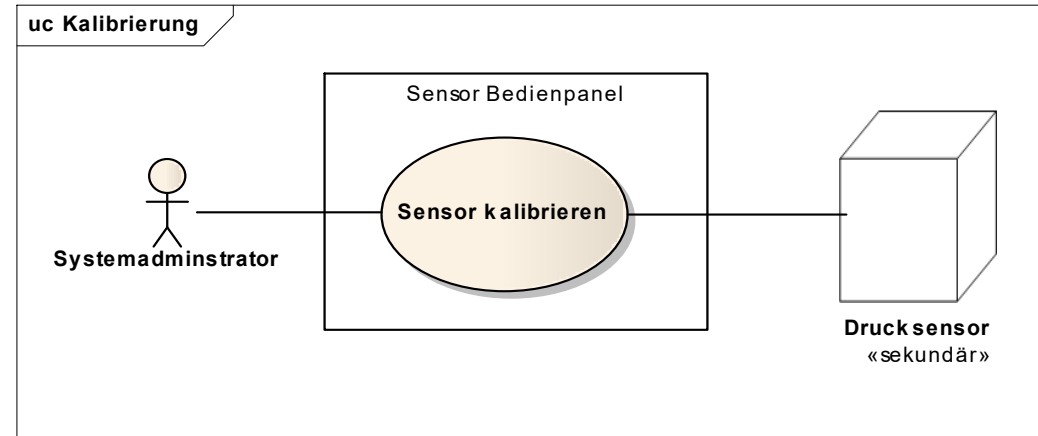 uc Kalibrierung
Sensor Bedienpanel
Sensor kalibrieren
Systemadminstrator
Drucksensor
«sekundär»